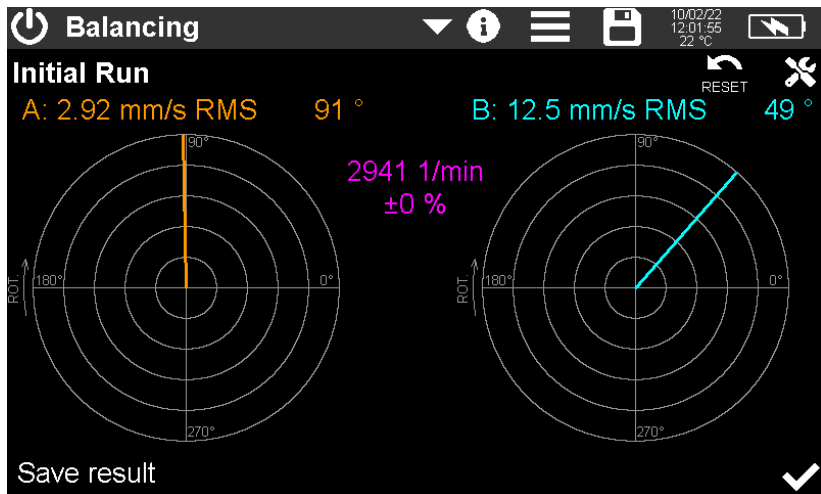 Balancing
10/02/22
12:01:55
22 °C
Initial Run
RESET
A: 2.92 mm/s RMS 91 °
B: 12.5 mm/s RMS 49 °
2941 1/min
±0 %
90°
180°
0°
270°
ROT.
90°
180°
0°
270°
ROT.
Save result